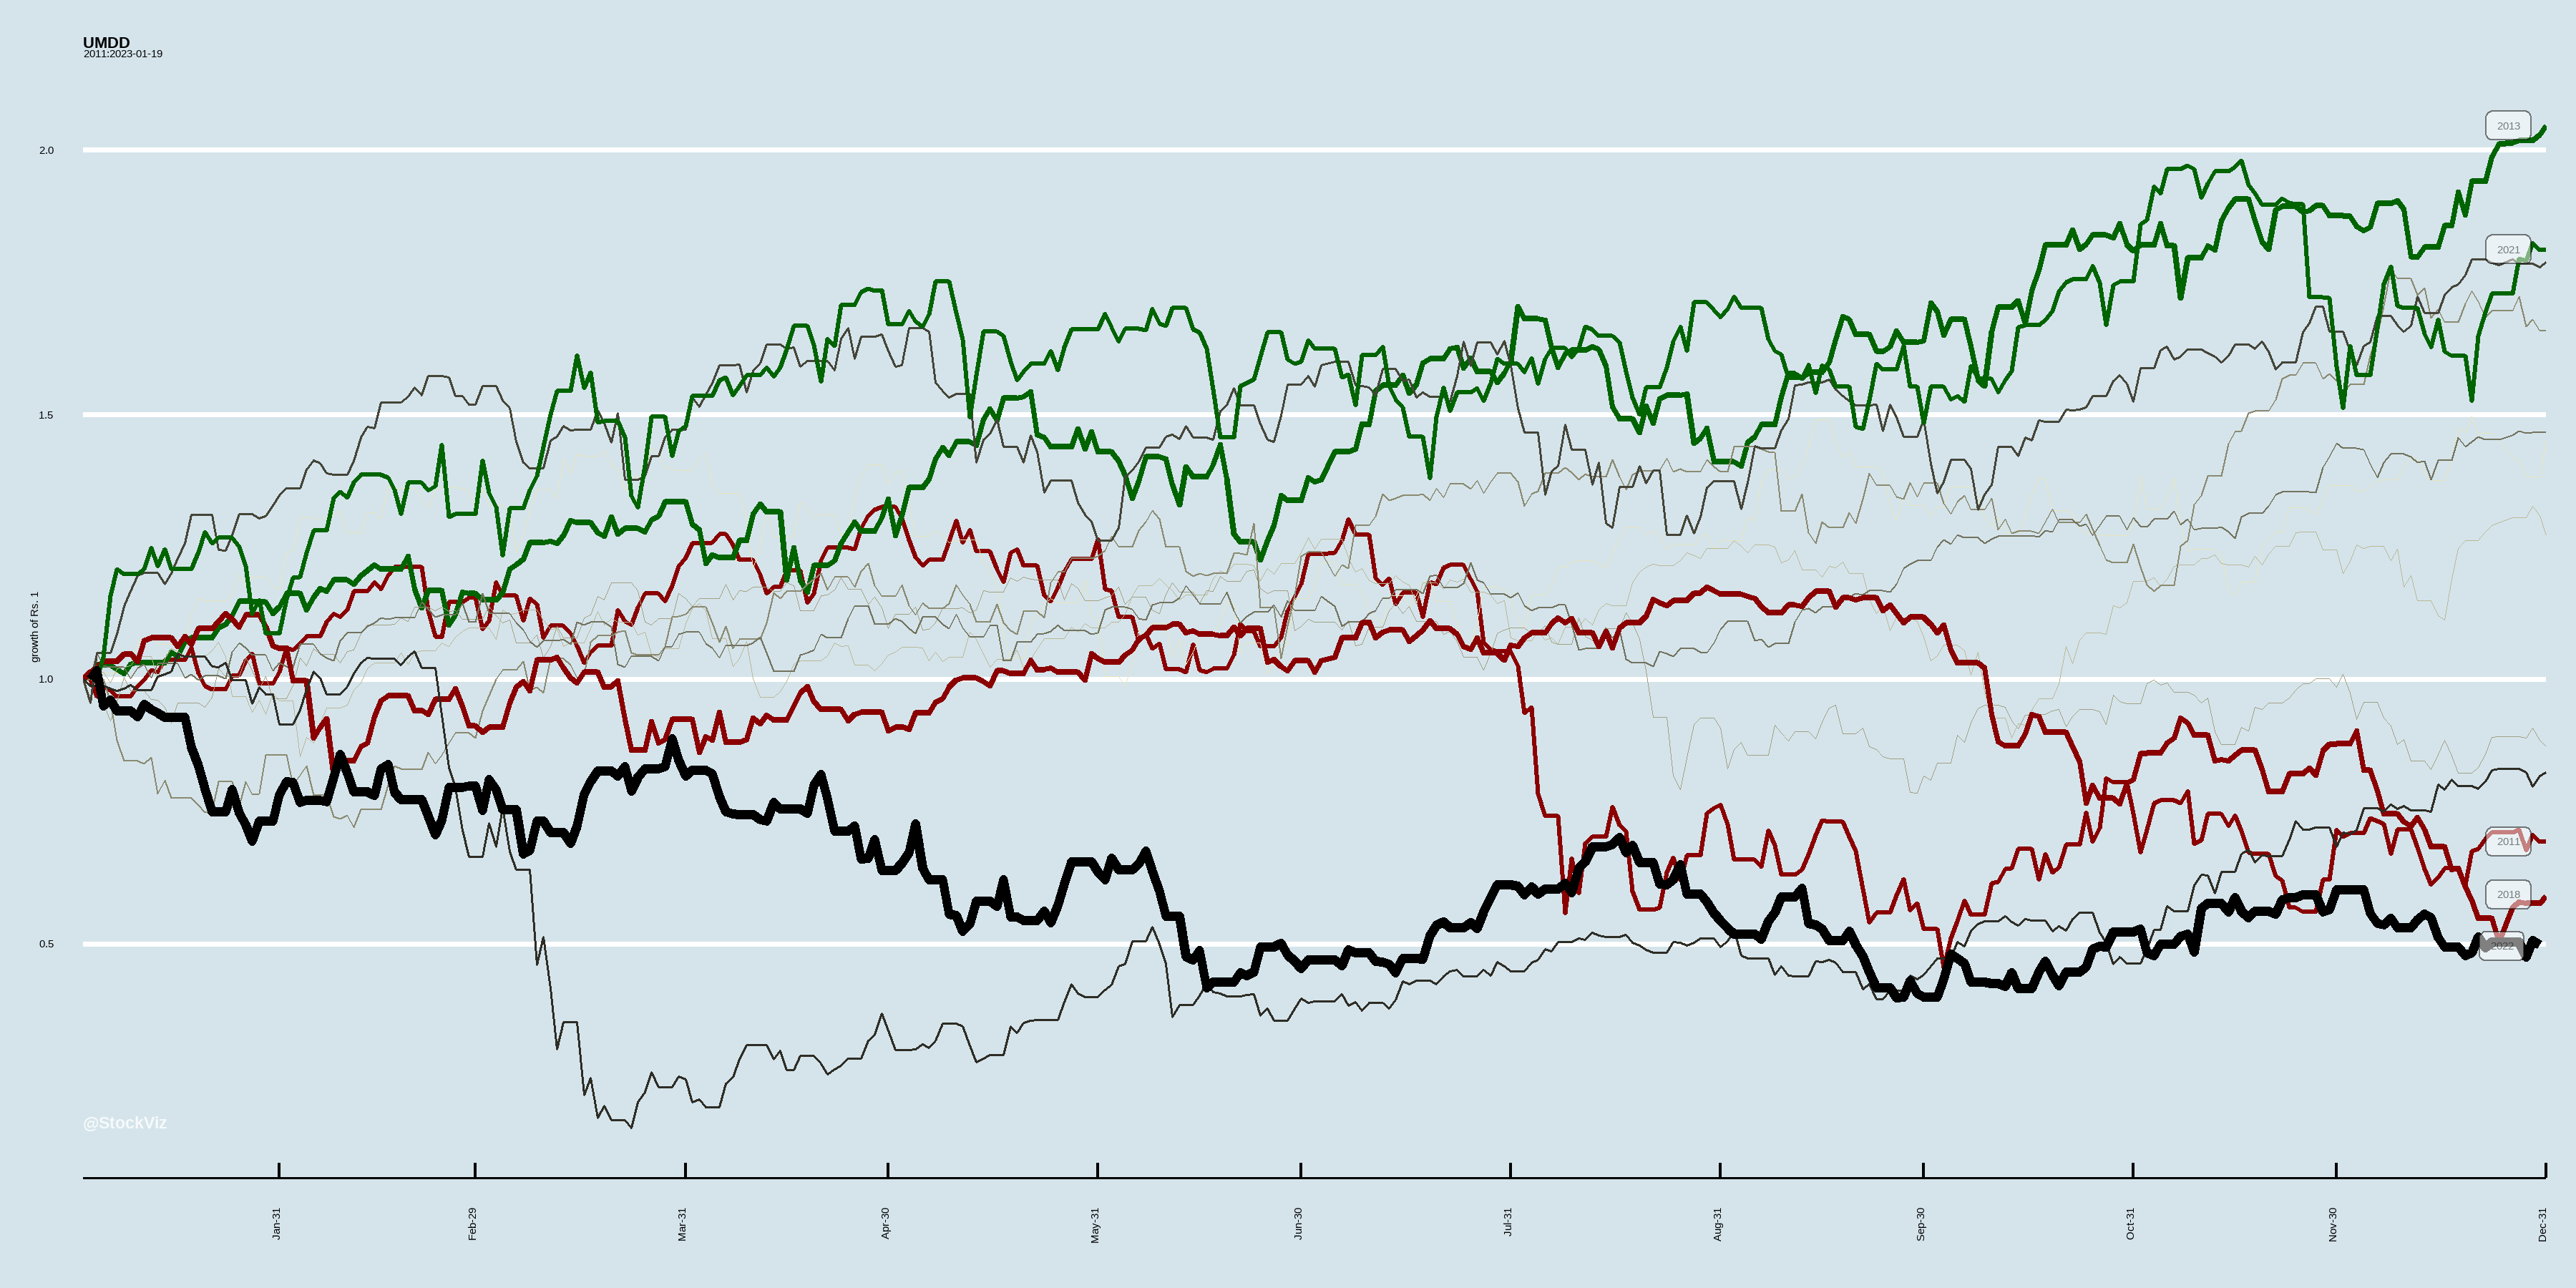 UMDD
2011:2023-01-19
growth of Rs. 1
2.0
1.5
1.0
0.5
2013
2021
2011
2018
2022
@StockViz
Jan-31
Feb-29
Mar-31
Apr-30
May-31
Jun-30
Jul-31
Aug-31
Sep-30
Oct-31
Nov-30
Dec-31